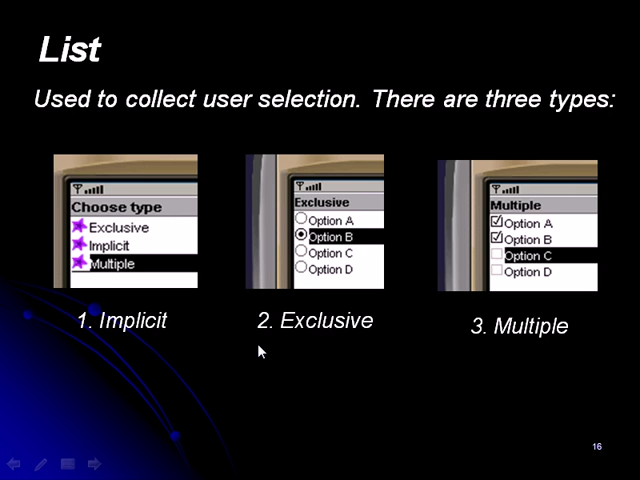 List
Used to collect user selection. There are three types:
Choose type
Exclusive
Implicit
Multiple
Exclusive
Option A
Option B
Option C
Option D
Multiple
Option A
Option B
Option C
Option D
1. Implicit
2. Exclusive
3. Multiple
16